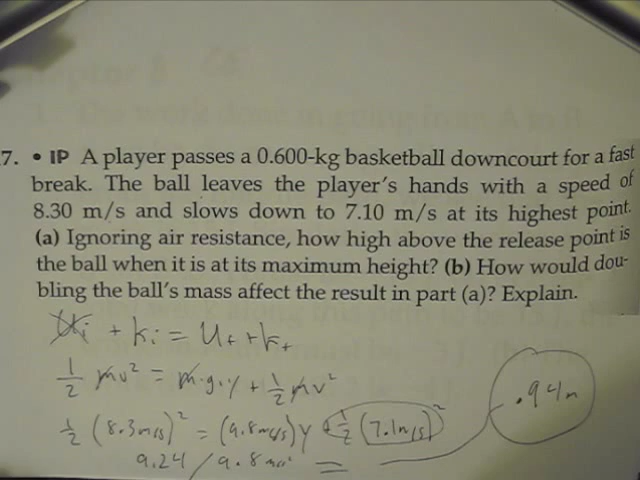 7. • IP A player passes a 0.600-kg basketball downcourt for a fast
break. The ball leaves the player's hands with a speed of
8.30 m/s and slows down to 7.10 m/s at its highest point.
(a) Ignoring air resistance, how high above the release point is
the ball when it is at its maximum height? (b) How would dou-
bling the ball's mass affect the result in part (a)? Explain.
Ui + Ki = Uf + Kf
1/2 mv² = m·g·y + 1/2 mv²
1/2 (8.3m/s)² = (9.8m/s)y + 1/2 (7.1m/s)²
9.24 / 9.8 =
.94m